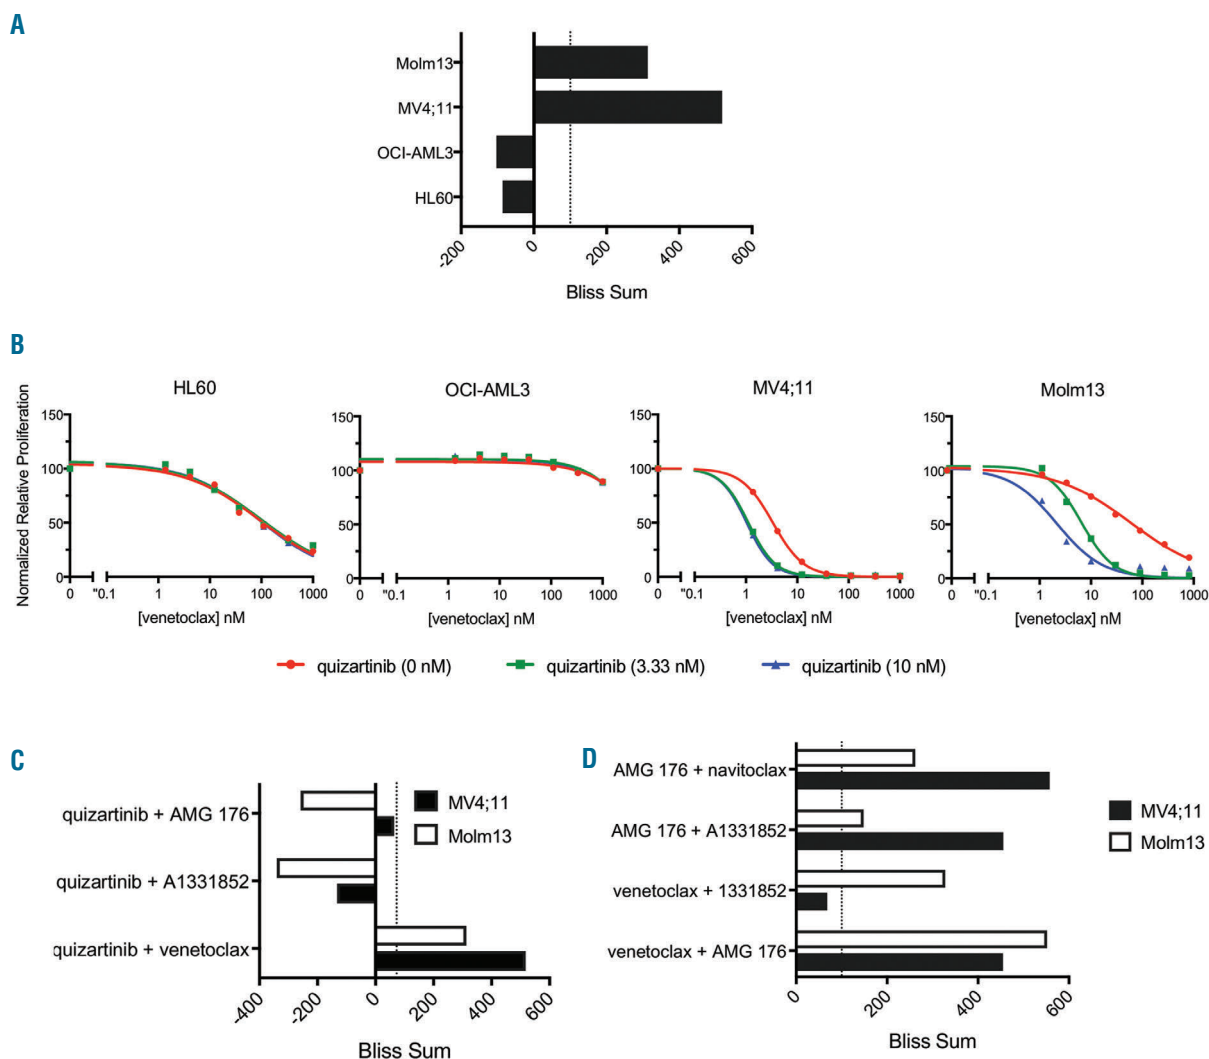 A
Molm13
MV4;11
OCI-AML3
HL60
-200
0
200
400
600
Bliss Sum
B
Normalized Relative Proliferation
HL60
150
100
50
0
0 "0.1 1 10 100 1000
[venetoclax] nM
OCI-AML3
150
100
50
0
0 "0.1 1 10 100 1000
[venetoclax] nM
MV4;11
150
100
50
0
0 "0.1 1 10 100 1000
[venetoclax] nM
Molm13
150
100
50
0
0 "0.1 1 10 100 1000
[venetoclax] nM
quizartinib (0 nM) quizartinib (3.33 nM) quizartinib (10 nM)
C
quizartinib + AMG 176
quizartinib + A1331852
quizartinib + venetoclax
MV4;11
Molm13
-400
-200
0
200
400
600
Bliss Sum
D
AMG 176 + navitoclax
AMG 176 + A1331852
venetoclax + 1331852
venetoclax + AMG 176
MV4;11
Molm13
0
200
400
600
Bliss Sum